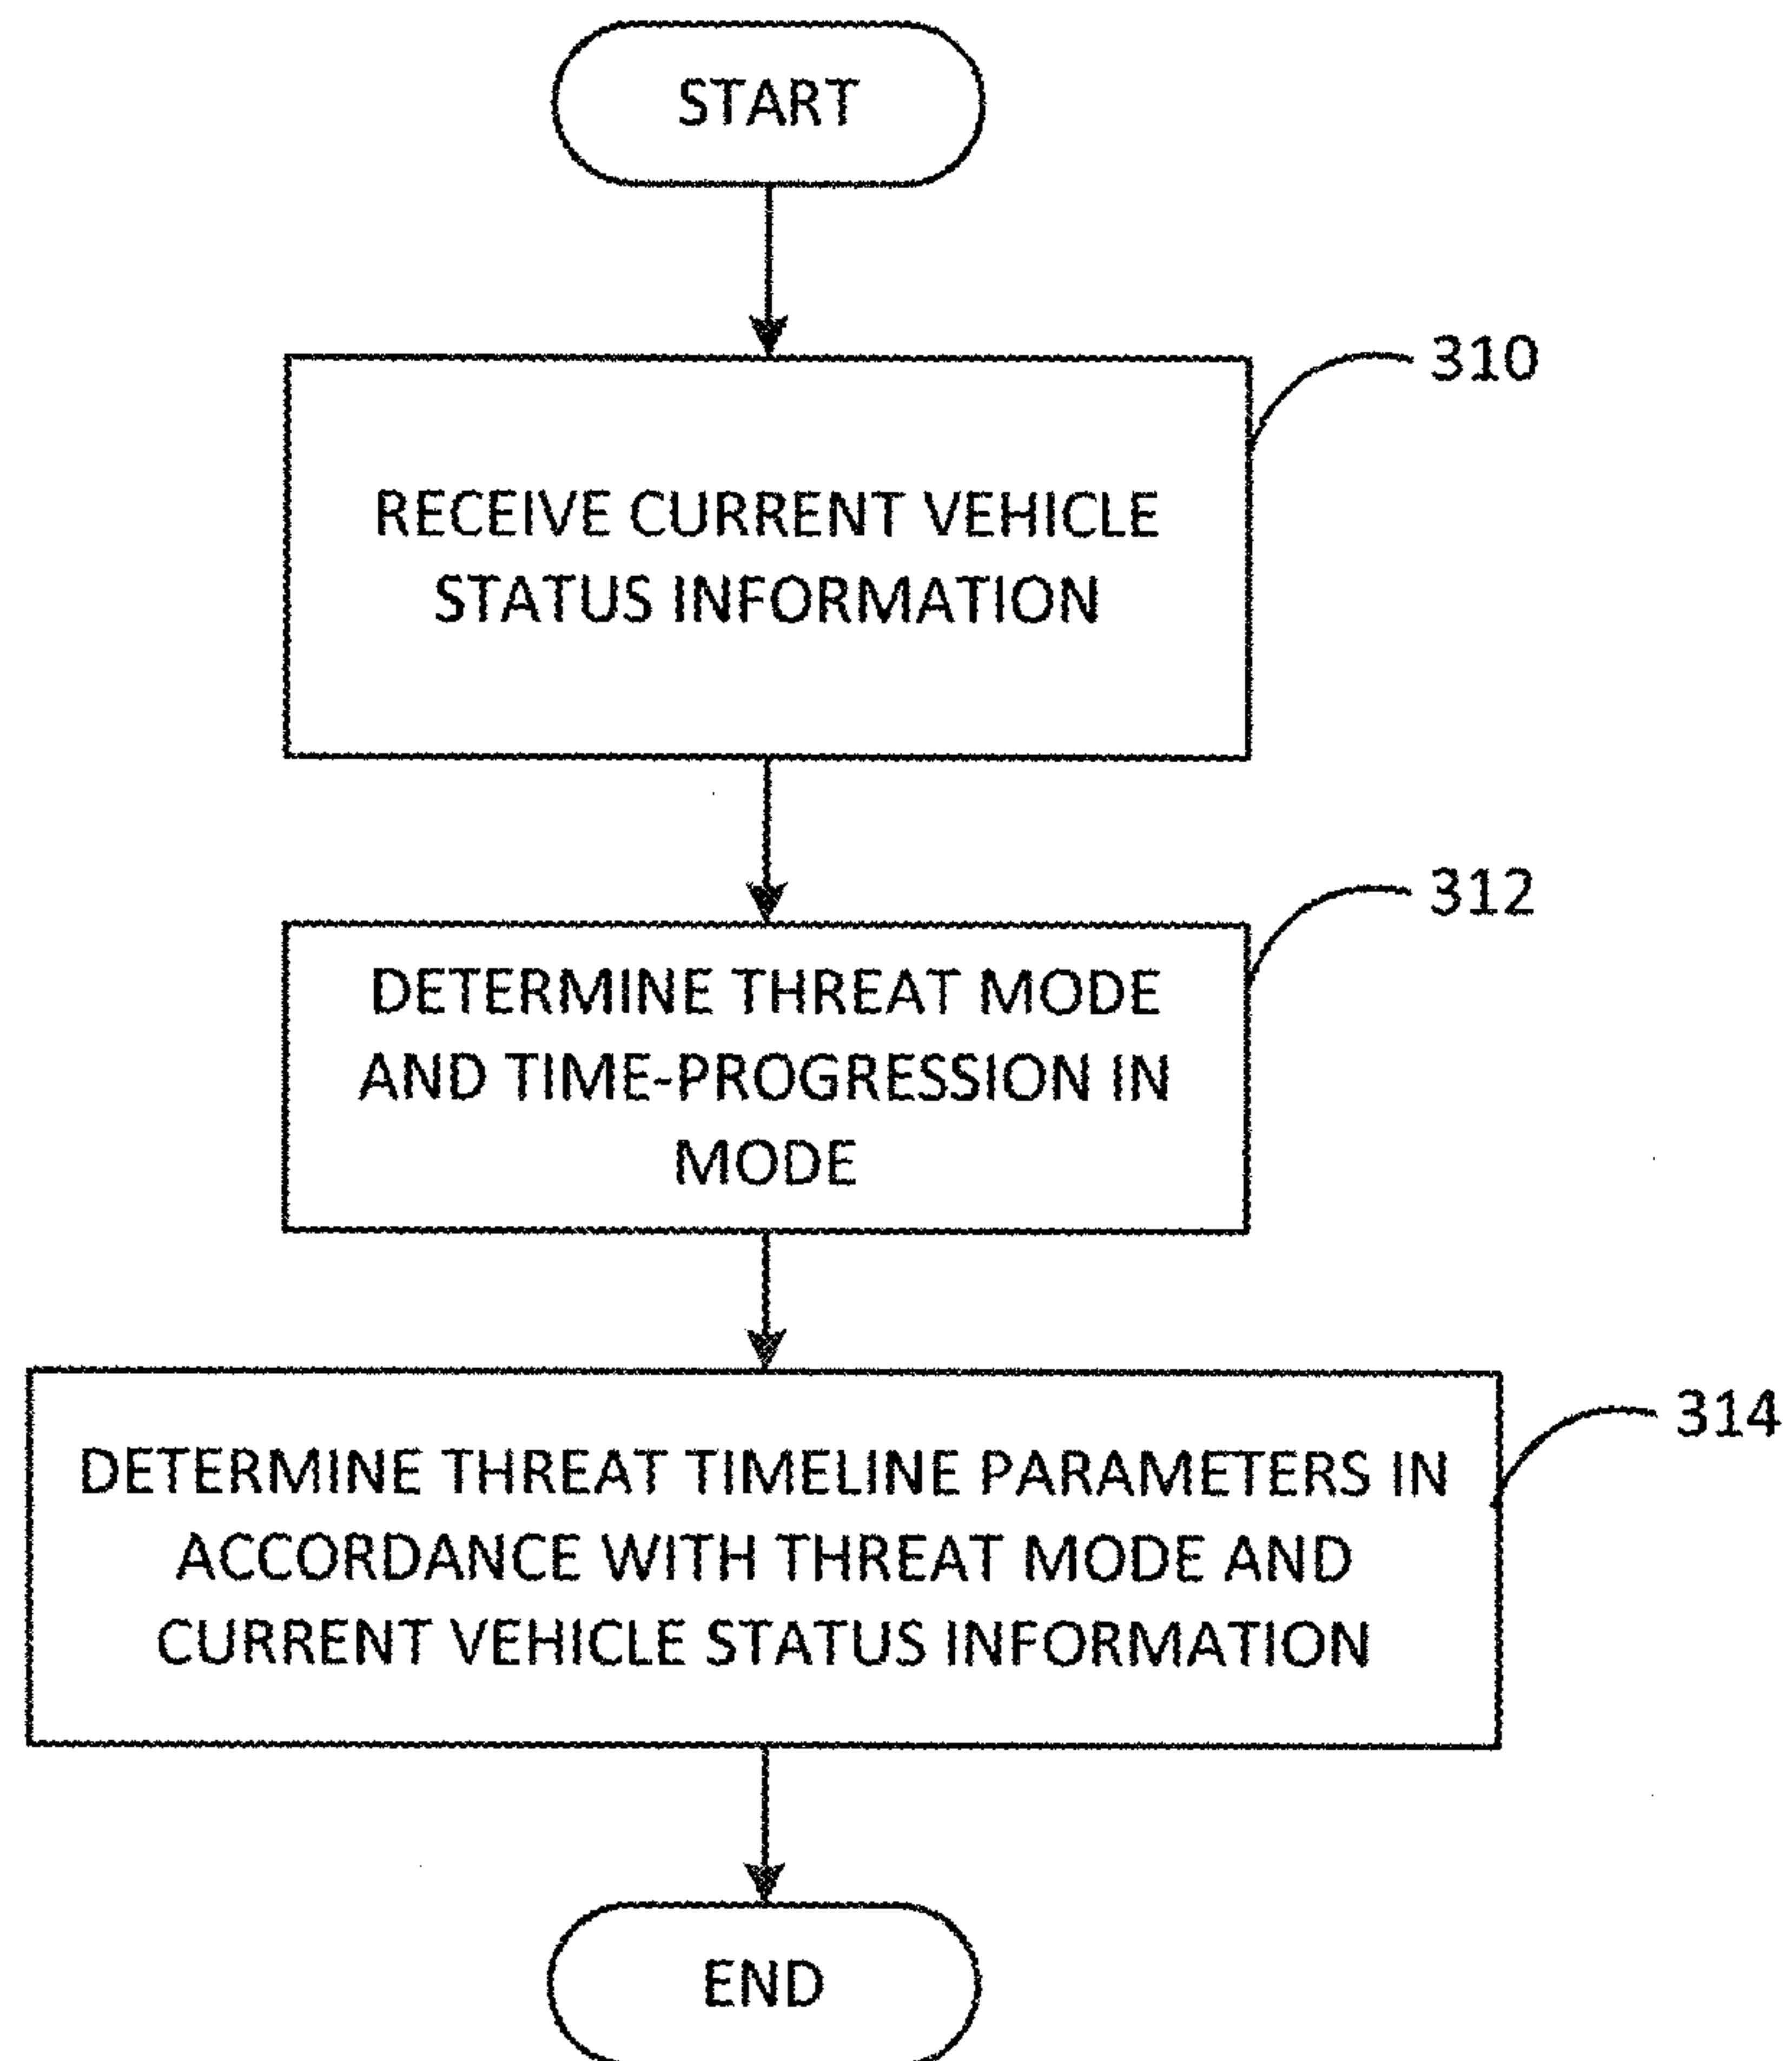 START
310
RECEIVE CURRENT VEHICLE
STATUS INFORMATION
312
DETERMINE THREAT MODE
AND TIME-PROGRESSION IN
MODE
314
DETERMINE THREAT TIMELINE PARAMETERS IN
ACCORDANCE WITH THREAT MODE AND
CURRENT VEHICLE STATUS INFORMATION
END